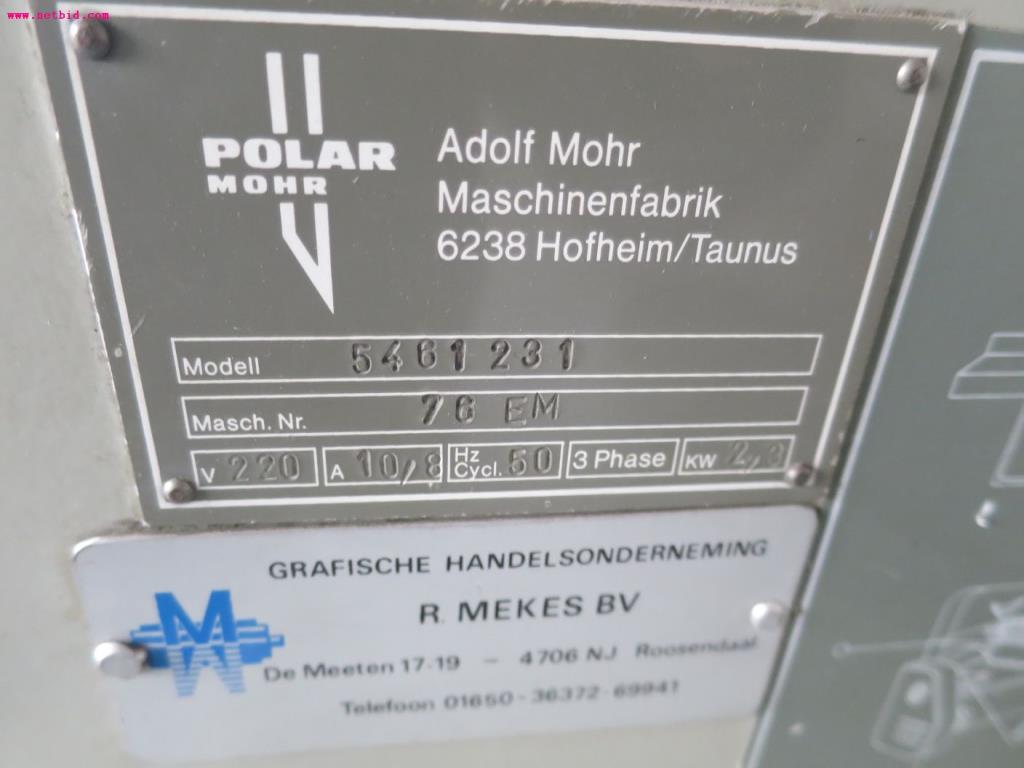 www.netbid.com
POLAR
MOHR
Adolf Mohr
Maschinenfabrik
6238 Hofheim/Taunus
Modell 5461231
Masch. Nr. 76 EM
V 220 A 10,8 Hz Cycl. 50 3 Phase KW 2,3
GRAFISCHE HANDELSONDERNEMING
R. MEKES BV
De Meeten 17-19 - 4706 NJ Roosendaal
Telefoon 01650-36372-69941